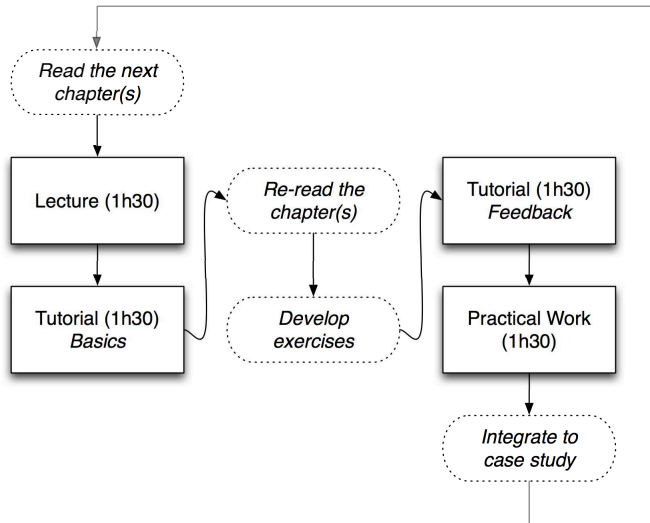 Read the next
chapter(s)
Lecture (1h30)
Tutorial (1h30)
Basics
Re-read the
chapter(s)
Develop
exercises
Tutorial (1h30)
Feedback
Practical Work
(1h30)
Integrate to
case study